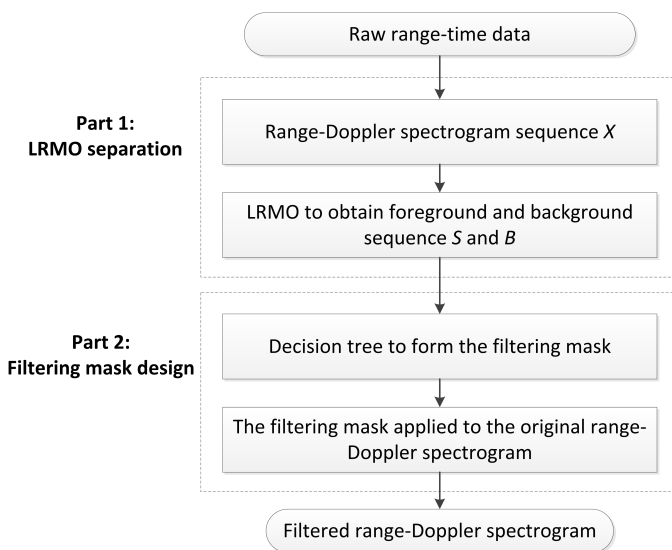 Raw range-time data
Part 1:
LRMO separation
Range-Doppler spectrogram sequence X
LRMO to obtain foreground and background
sequence S and B
Part 2:
Filtering mask design
Decision tree to form the filtering mask
The filtering mask applied to the original range-
Doppler spectrogram
Filtered range-Doppler spectrogram